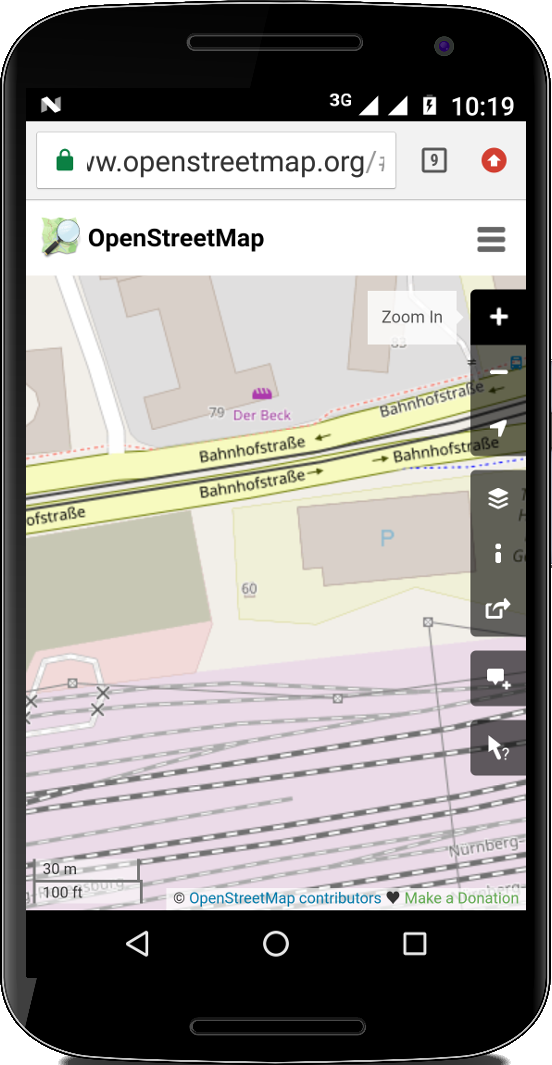 3G 10:19
ww.openstreetmap.org/# 9
OpenStreetMap
Zoom In
83
Bahnhofstraße
79 Der Beck
Bahnhofstraße
Bahnhofstraße
Bahnhofstraße
ofstraße
P
60
Nürnberg-
30 m
100 ft
© OpenStreetMap contributors ♥ Make a Donation